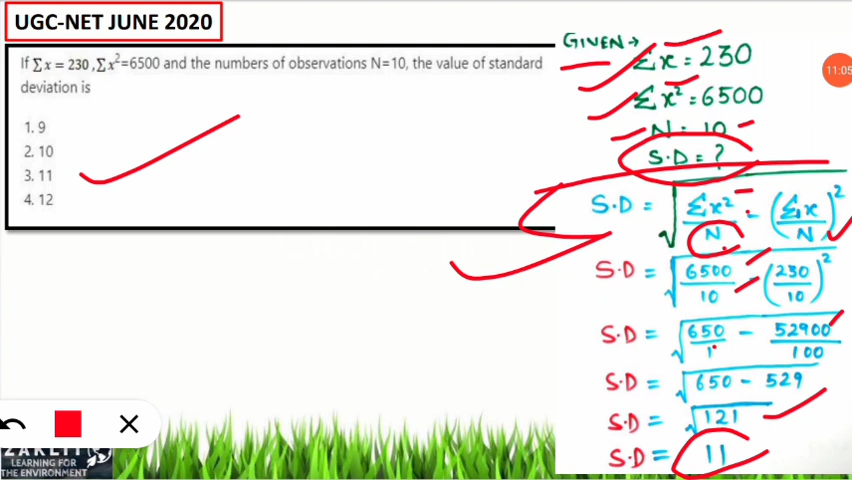 UGC-NET JUNE 2020
If ∑x = 230 ,∑x²=6500 and the numbers of observations N=10, the value of standard
deviation is
1. 9
2. 10
3. 11
4. 12
GIVEN→
∑x = 230
∑x² = 6500
N = 10
S.D = ?
S.D = √(∑x²/N - (∑x/N)²)
S.D = √(6500/10 - (230/10)²)
S.D = √(650/1 - 52900/100)
S.D = √650 - 529
S.D = √121
S.D = 11
11:05
LEARNING FOR
THE ENVIRONMENT